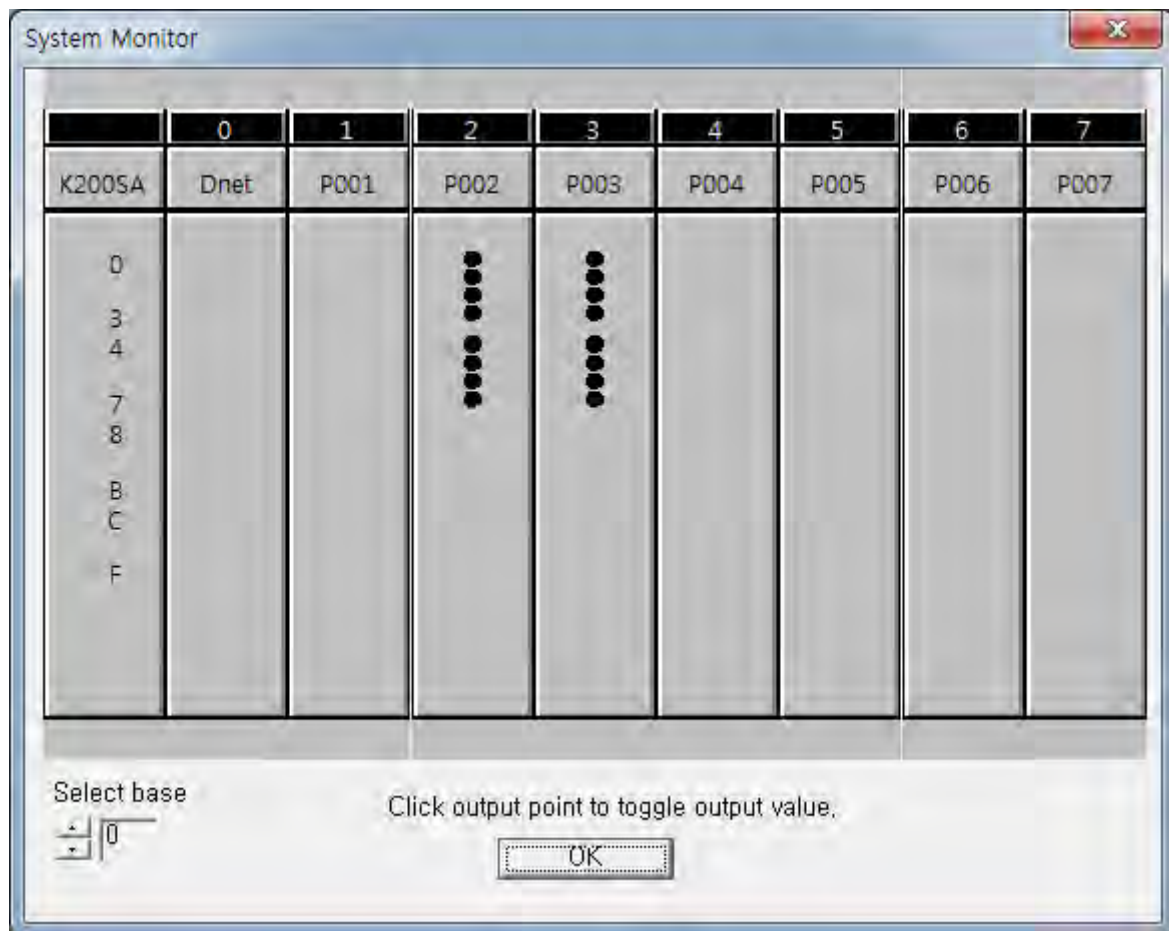 System Monitor
0 1 2 3 4 5 6 7
K200SA Dnet P001 P002 P003 P004 P005 P006 P007
0
3
4
7
8
B
C
F
Select base
0
Click output point to toggle output value.
OK